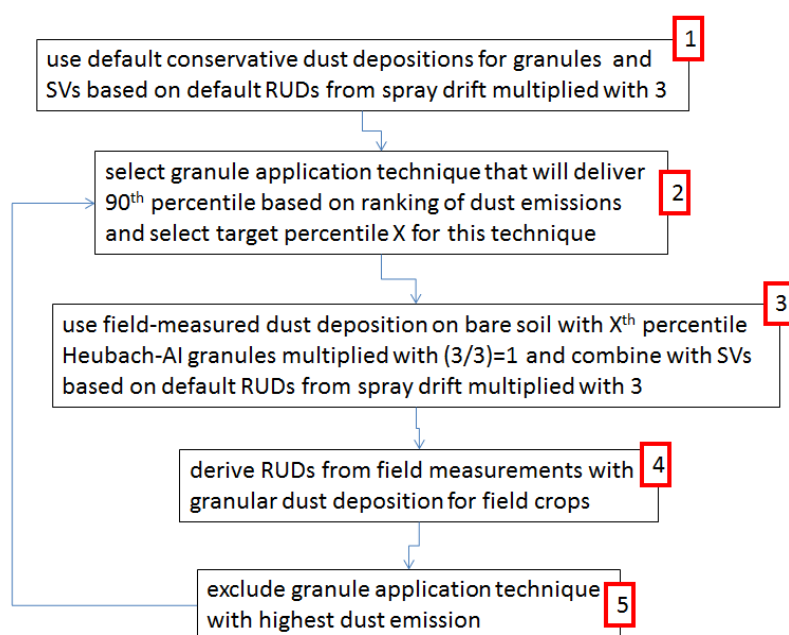 1
use default conservative dust depositions for granules and
SVs based on default RUDs from spray drift multiplied with 3
select granule application technique that will deliver
90th percentile based on ranking of dust emissions
and select target percentile X for this technique
2
3
use field-measured dust deposition on bare soil with Xth percentile
Heubach-AI granules multiplied with (3/3)=1 and combine with SVs
based on default RUDs from spray drift multiplied with 3
4
derive RUDs from field measurements with
granular dust deposition for field crops
exclude granule application technique
with highest dust emission
5